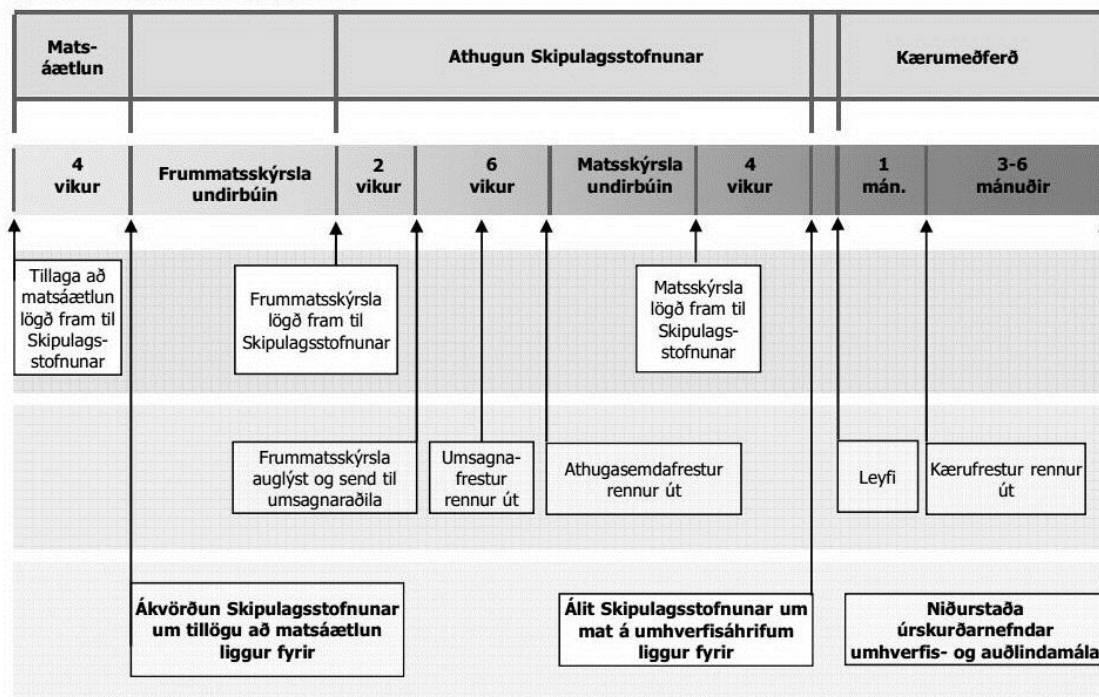 Mats-
áætlun
Athugun Skipulagsstofnunar
Kærumeðferð
4
vikur
Frummatsskýrsla
undirbúin
2
vikur
6
vikur
Matsskýrsla
undirbúin
4
vikur
1
mán.
3-6
mánuðir
Tillaga að
matsáætlun
lögð fram til
Skipulags-
stofnunar
Frummatsskýrsla
lögð fram til
Skipulagsstofnunar
Matsskýrsla
lögð fram til
Skipulags-
stofnunar
Frummatsskýrsla
auglýst og send til
umsagnaraðila
Umsagna-
frestur
rennur út
Athugasemdafrestur
rennur út
Leyfi
Kærufrestur rennur
út
Ákvörðun Skipulagsstofnunar
um tillögu að matsáætlun
liggur fyrir
Álit Skipulagsstofnunar um
mat á umhverfisáhrifum
liggur fyrir
Niðurstaða
úrskurðarnefndar
umhverfis- og auðlindamála